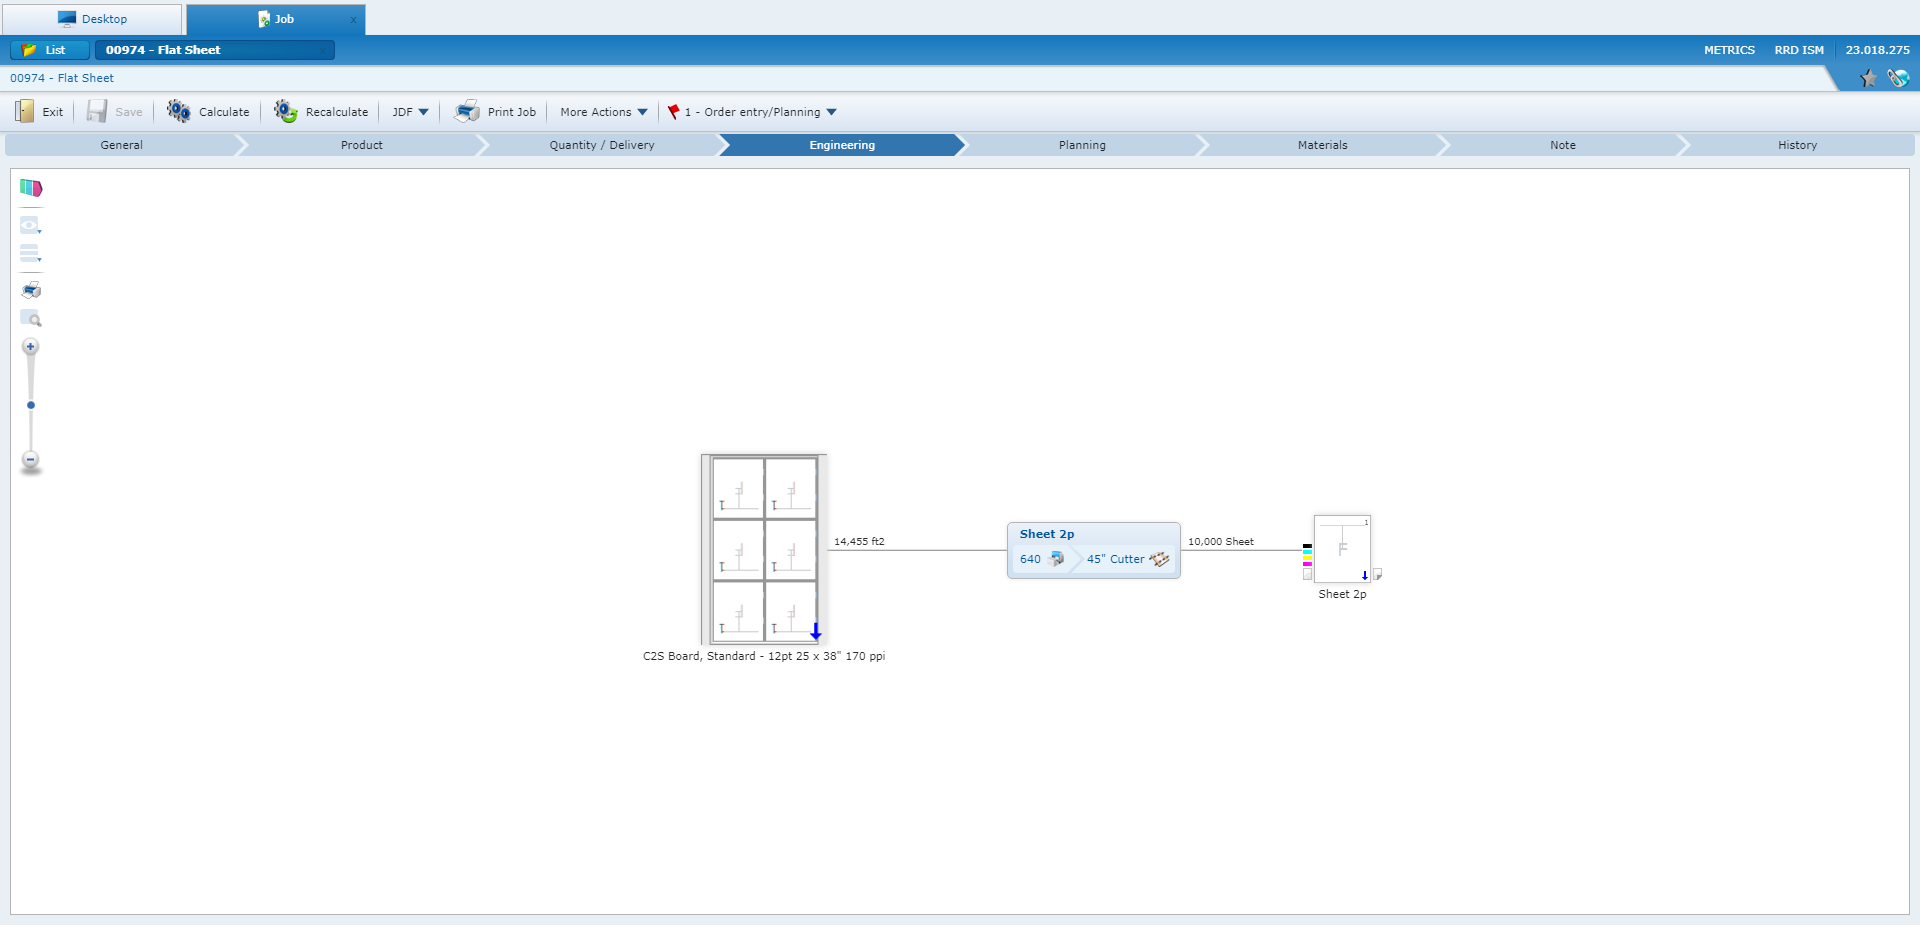 Desktop
Job
x
List
00974 - Flat Sheet
x
METRICS
RRD ISM
23.018.275
00974 - Flat Sheet
Exit
Save
Calculate
Recalculate
JDF
Print Job
More Actions
1 - Order entry/Planning
General
Product
Quantity / Delivery
Engineering
Planning
Materials
Note
History
14,455 ft2
Sheet 2p
640
45" Cutter
10,000 Sheet
1
F
Sheet 2p
C2S Board, Standard - 12pt 25 x 38" 170 ppi